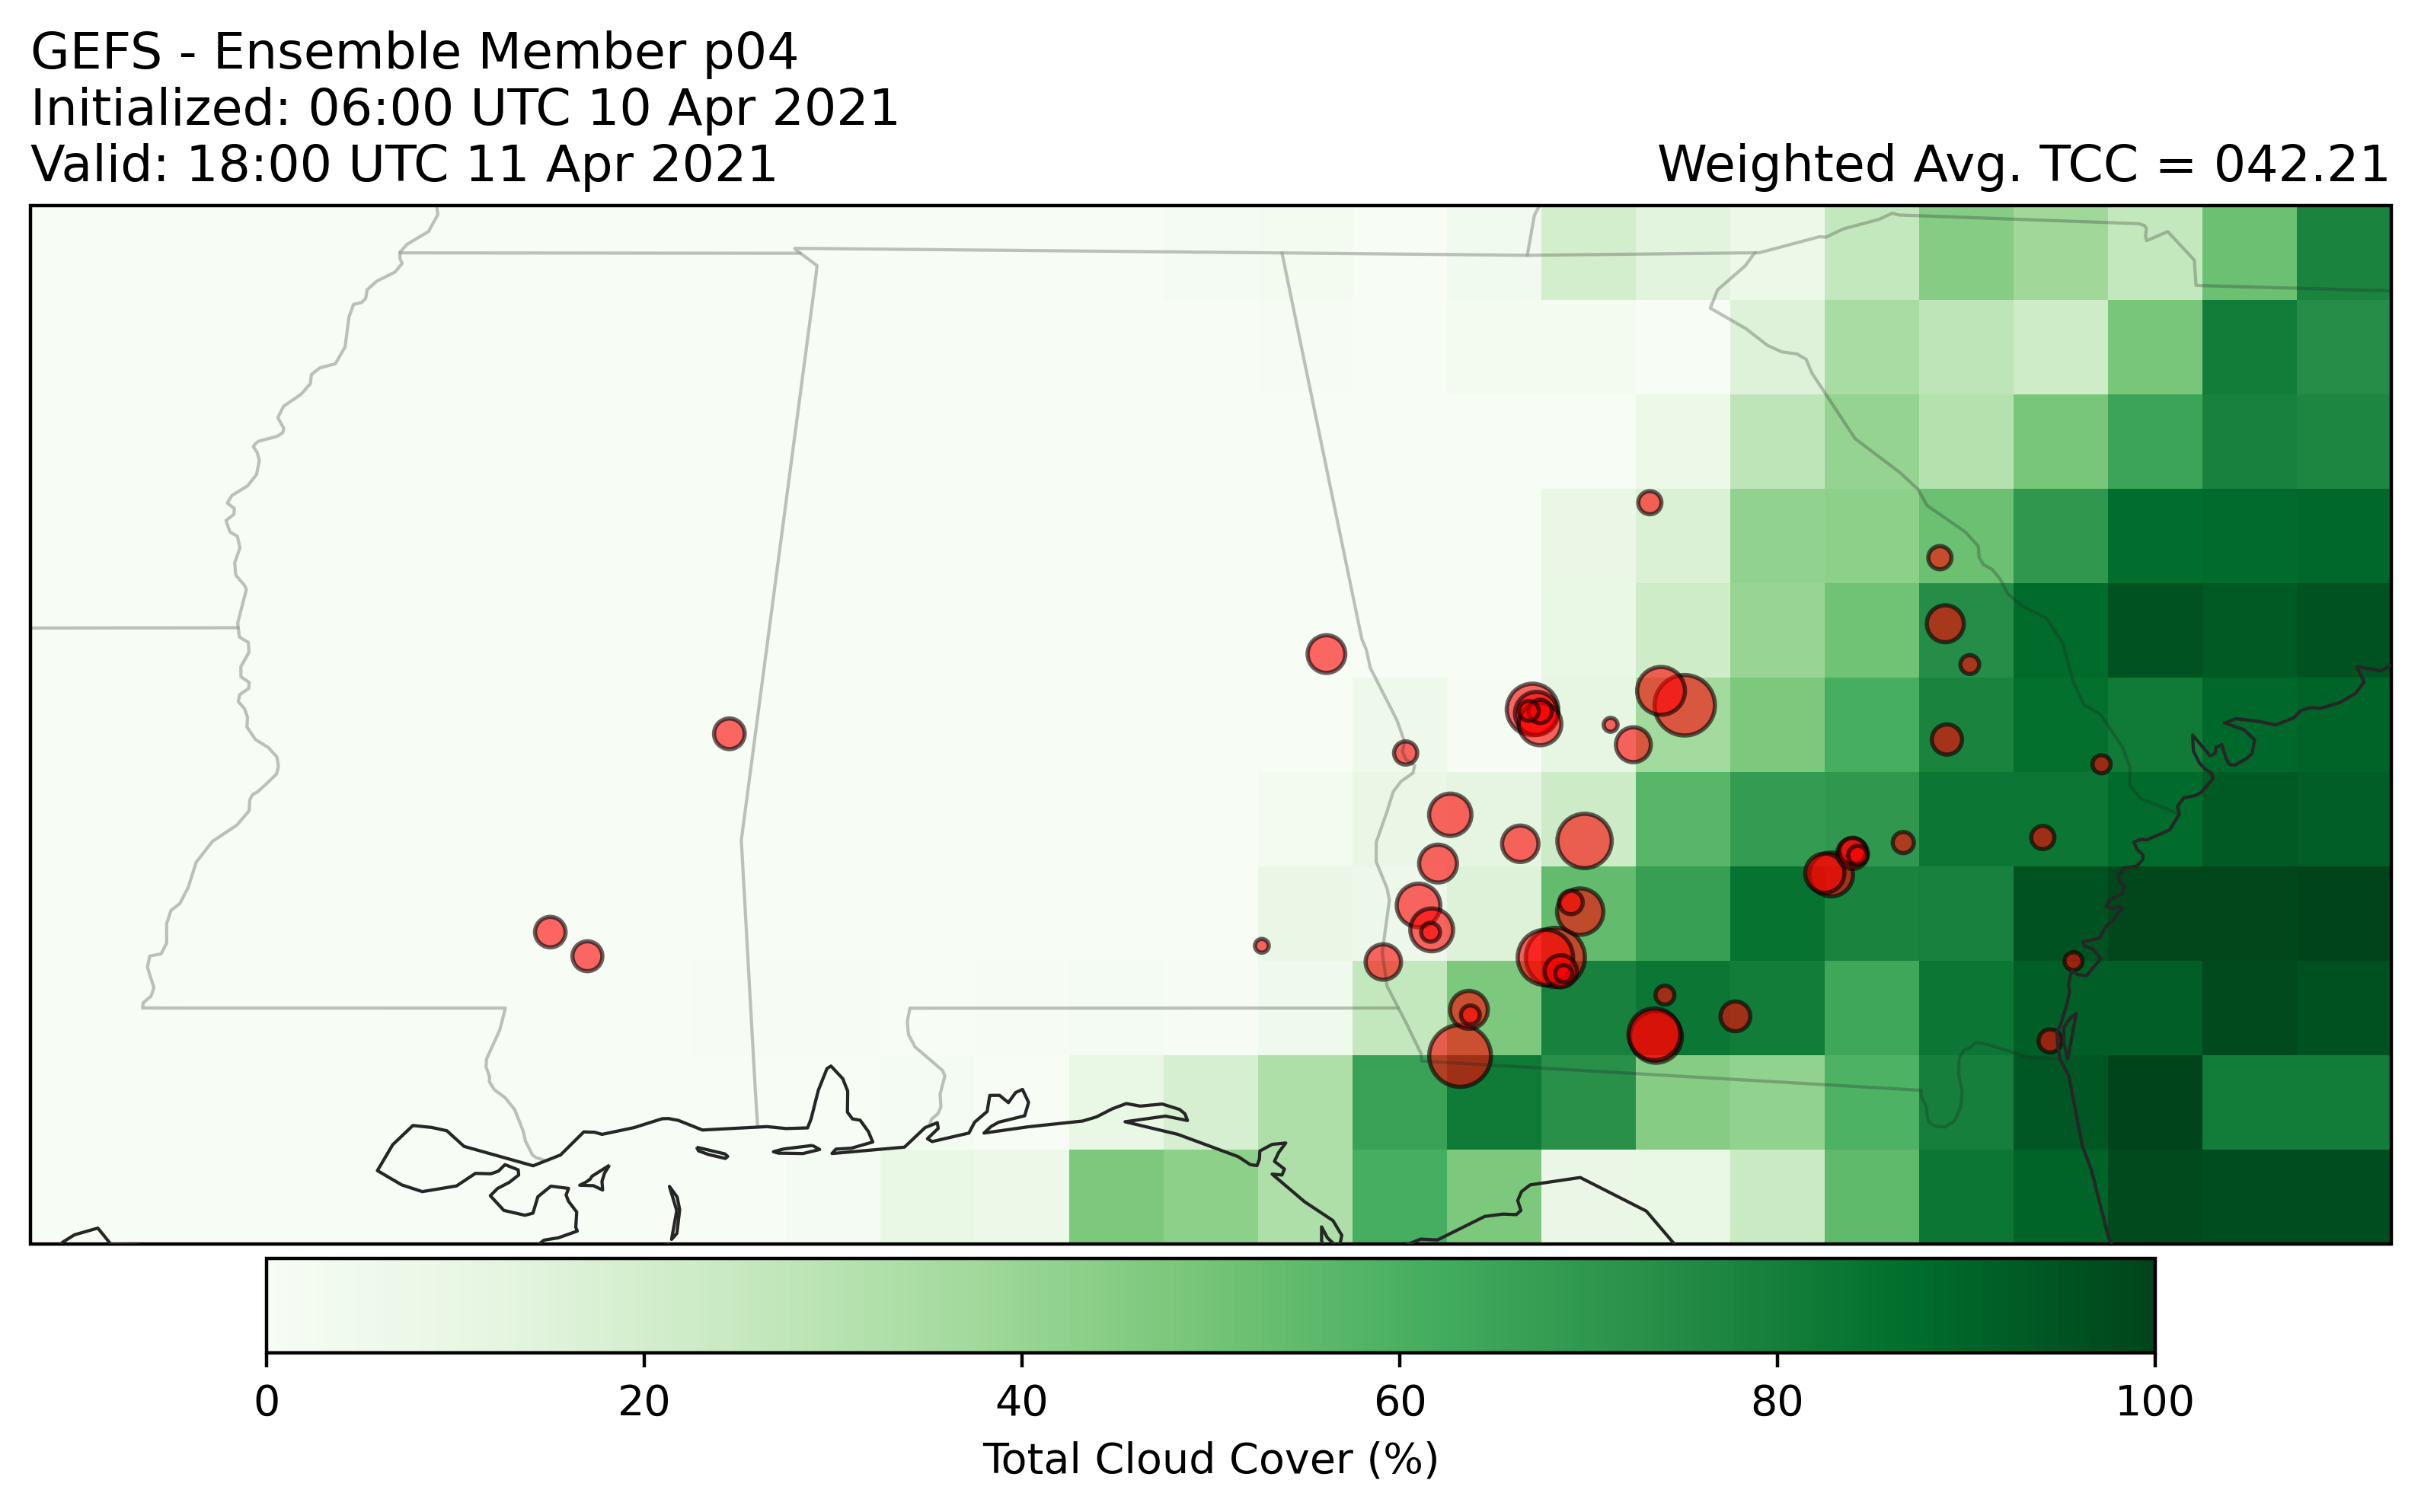 GEFS - Ensemble Member p04
Initialized: 06:00 UTC 10 Apr 2021
Valid: 18:00 UTC 11 Apr 2021
Weighted Avg. TCC = 042.21
0 20 40 60 80 100
Total Cloud Cover (%)